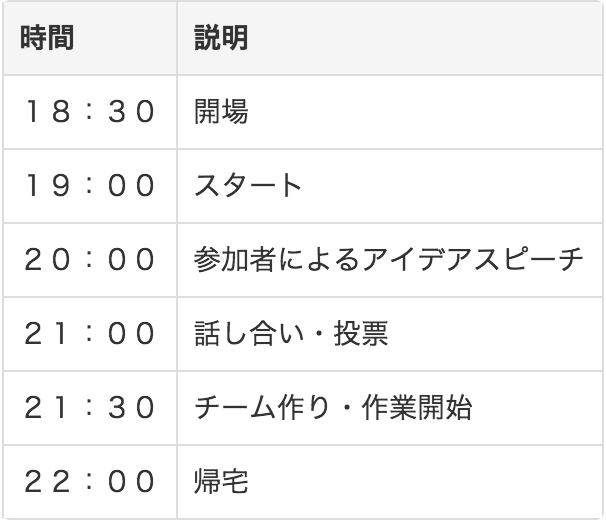 時間 説明
１８：３０ 開場
１９：００ スタート
２０：００ 参加者によるアイデアスピーチ
２１：００ 話し合い・投票
２１：３０ チーム作り・作業開始
２２：００ 帰宅